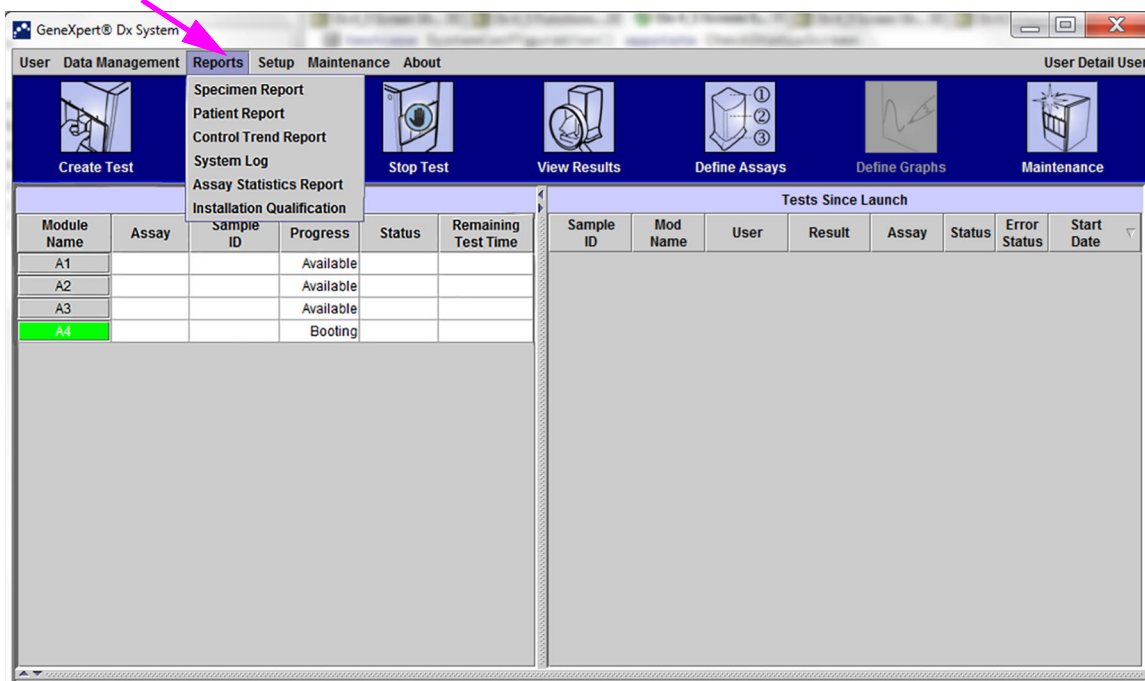 GeneXpert® Dx System
User Data Management Reports Setup Maintenance About User Detail User
Specimen Report
Patient Report
Control Trend Report
System Log
Assay Statistics Report
Installation Qualification
Create Test Stop Test View Results Define Assays Define Graphs Maintenance
① ② ③
Tests Since Launch
Module Name Assay Sample ID Progress Status Remaining Test Time
Sample ID Mod Name User Result Assay Status Error Status Start Date
A1 Available
A2 Available
A3 Available
A4 Booting